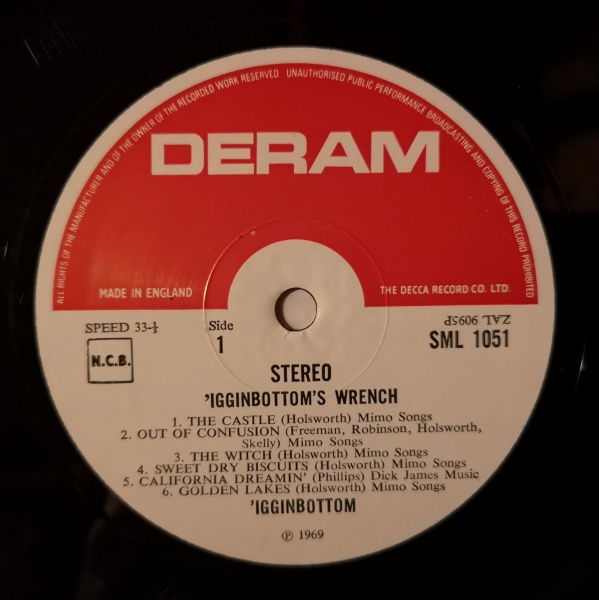 ALL RIGHTS OF THE MANUFACTURER AND OF THE OWNER OF THE RECORDED WORK RESERVED UNAUTHORISED PUBLIC PERFORMANCE BROADCASTING AND COPYING OF THIS RECORD PROHIBITED
DERAM
MADE IN ENGLAND
THE DECCA RECORD CO. LTD.
SPEED 33-⅓
Side
1
ZAL 9095P
SML 1051
N.C.B.
STEREO
'IGGINBOTTOM'S WRENCH
1. THE CASTLE (Holsworth) Mimo Songs
2. OUT OF CONFUSION (Freeman, Robinson, Holsworth,
Skelly) Mimo Songs
3. THE WITCH (Holsworth) Mimo Songs
4. SWEET DRY BISCUITS (Holsworth) Mimo Songs
5. CALIFORNIA DREAMIN' (Phillips) Dick James Music
6. GOLDEN LAKES (Holsworth) Mimo Songs
'IGGINBOTTOM
℗ 1969